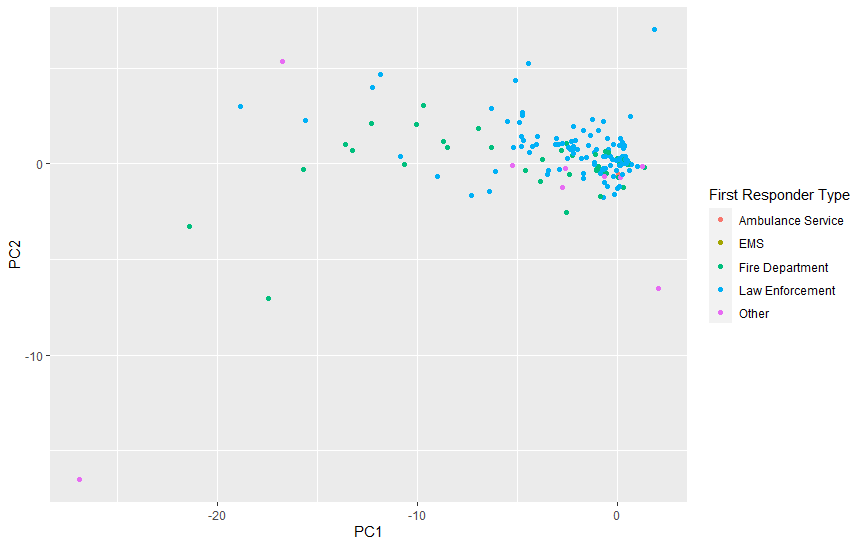 0
-10
PC2
-20
-10
0
PC1
First Responder Type
Ambulance Service
EMS
Fire Department
Law Enforcement
Other